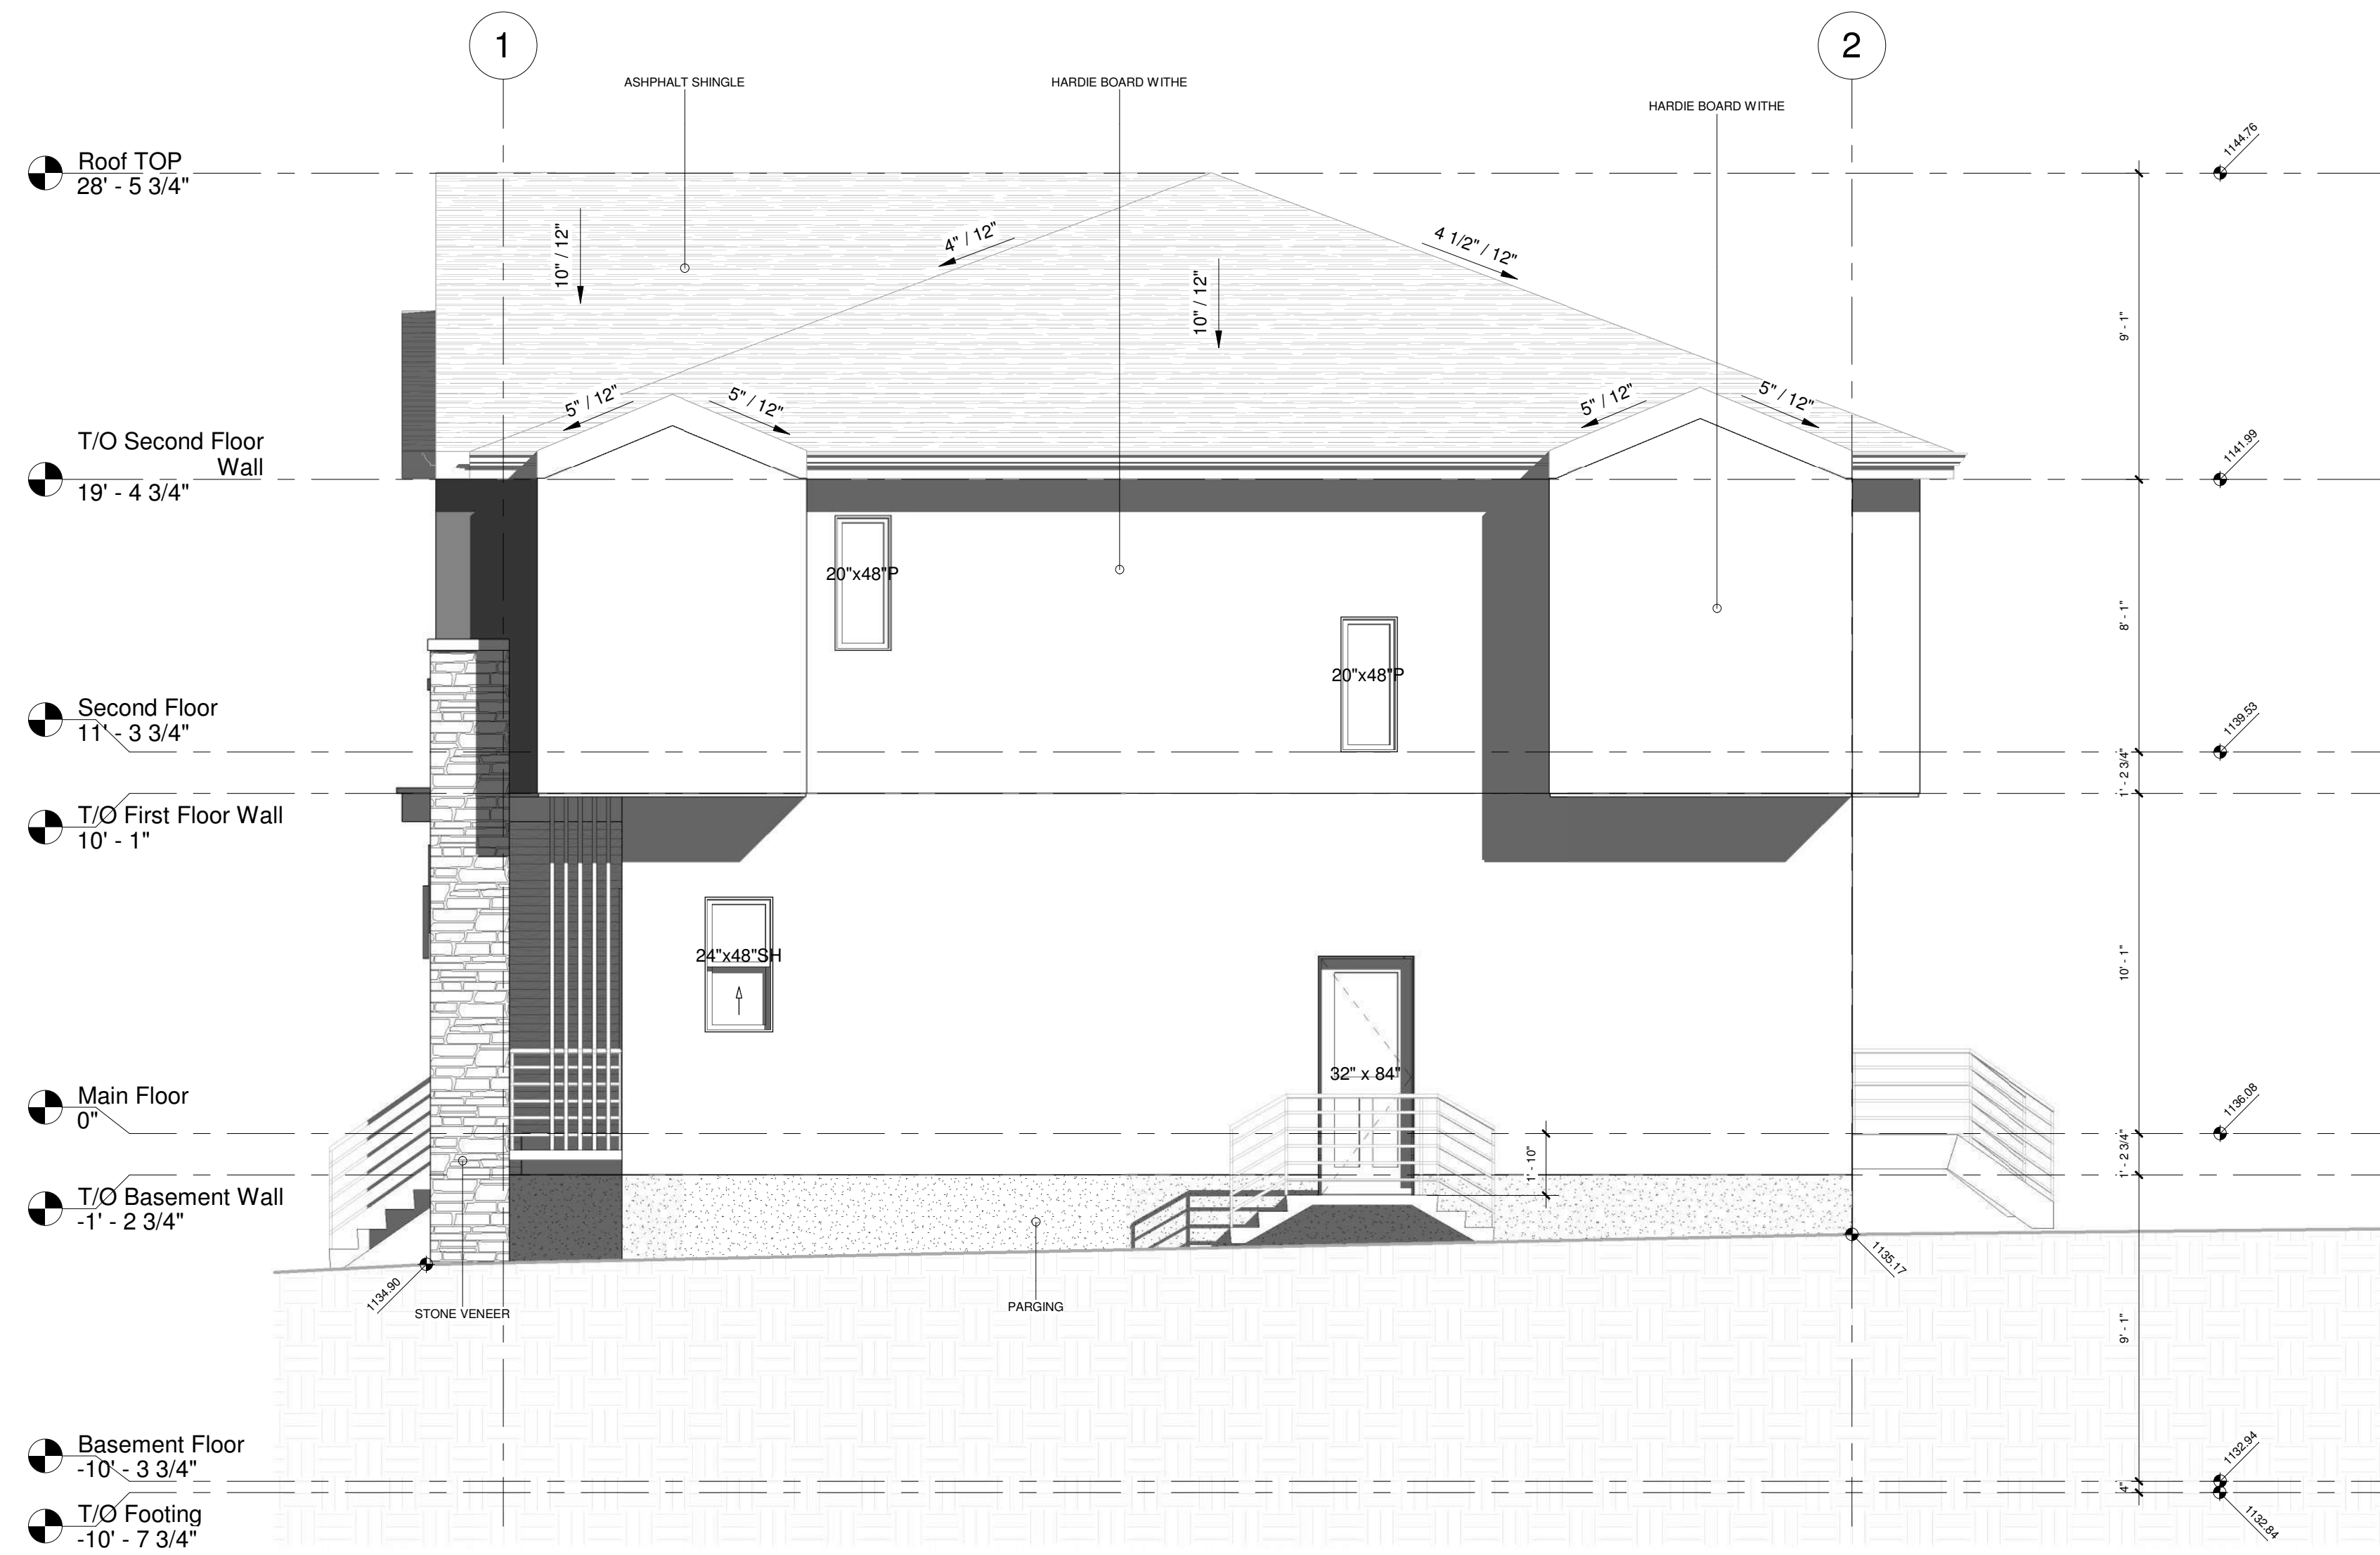 1
2
ASHPHALT SHINGLE
HARDIE BOARD WITHE
HARDIE BOARD WITHE
Roof TOP
28' - 5 3/4"
1144.76
10" / 12"
4" / 12"
10" / 12"
4 1/2" / 12"
9' - 1"
5" / 12"
5" / 12"
5" / 12"
5" / 12"
T/O Second Floor
Wall
19' - 4 3/4"
1141.99
20"x48"P
20"x48"P
8' - 1"
Second Floor
11' - 3 3/4"
1139.53
1' - 2 3/4"
T/O First Floor Wall
10' - 1"
24"x48"SH
10' - 1"
32" x 84"
Main Floor
0"
1136.08
1' - 10"
1' - 2 3/4"
T/O Basement Wall
-1' - 2 3/4"
1134.90
1135.17
STONE VENEER
PARGING
9' - 1"
Basement Floor
-10' - 3 3/4"
1132.94
4"
T/O Footing
-10' - 7 3/4"
1132.84